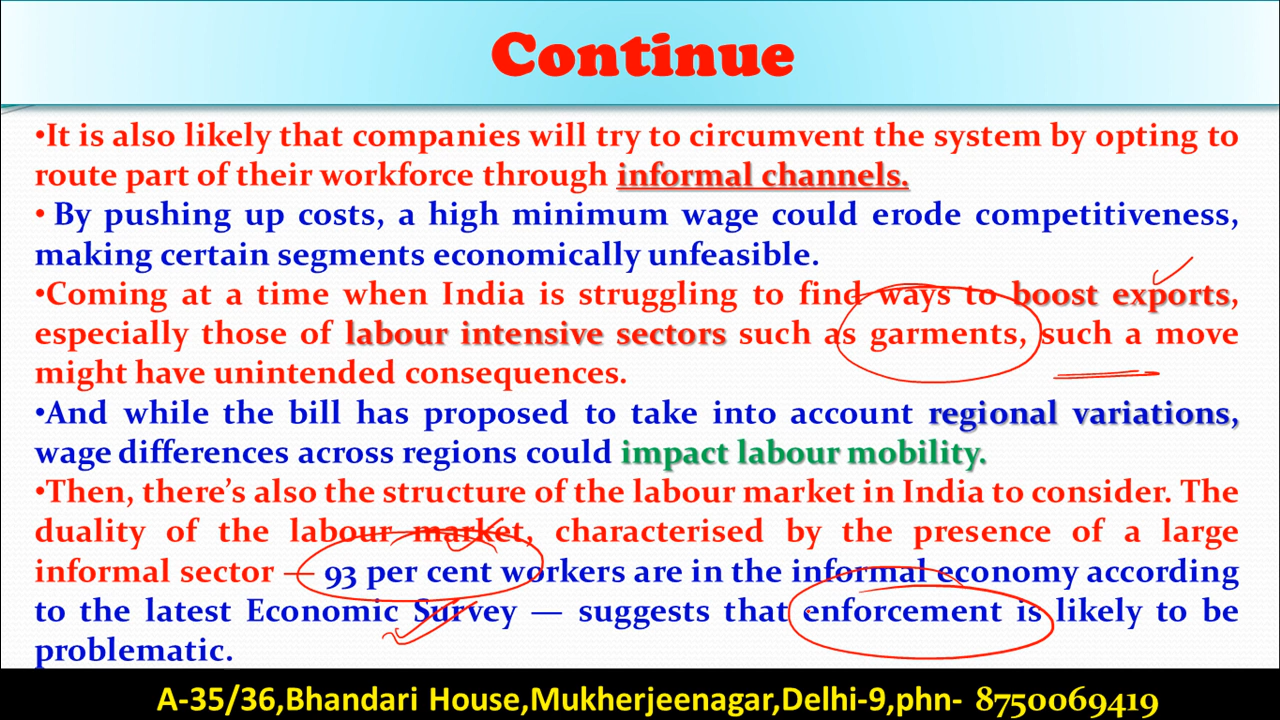 Continue
•It is also likely that companies will try to circumvent the system by opting to
route part of their workforce through informal channels.
• By pushing up costs, a high minimum wage could erode competitiveness,
making certain segments economically unfeasible.
•Coming at a time when India is struggling to find ways to boost exports,
especially those of labour intensive sectors such as garments, such a move
might have unintended consequences.
•And while the bill has proposed to take into account regional variations,
wage differences across regions could impact labour mobility.
•Then, there's also the structure of the labour market in India to consider. The
duality of the labour market, characterised by the presence of a large
informal sector — 93 per cent workers are in the informal economy according
to the latest Economic Survey — suggests that enforcement is likely to be
problematic.
A-35/36,Bhandari House,Mukherjeenagar,Delhi-9,phn- 8750069419